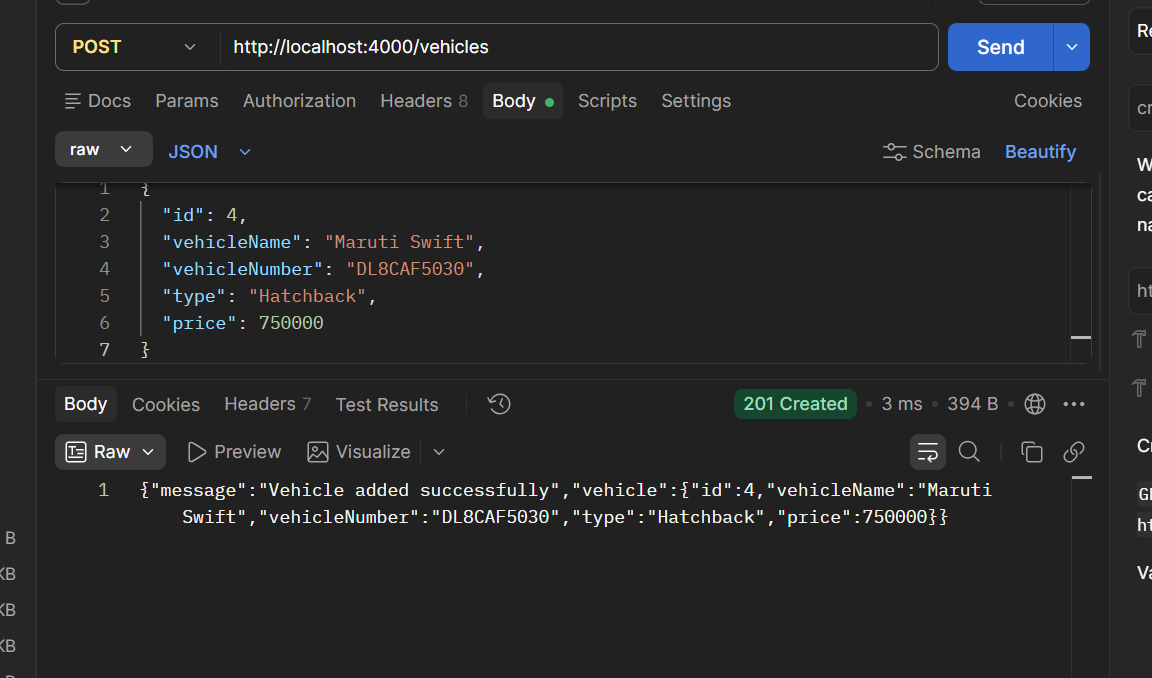 POST http://localhost:4000/vehicles Send
Docs Params Authorization Headers 8 Body Scripts Settings Cookies
raw JSON Schema Beautify
1 {
2 "id": 4,
3 "vehicleName": "Maruti Swift",
4 "vehicleNumber": "DL8CAF5030",
5 "type": "Hatchback",
6 "price": 750000
7 }
Body Cookies Headers 7 Test Results 201 Created • 3 ms • 394 B •
Raw Preview Visualize
1 {"message":"Vehicle added successfully","vehicle":{"id":4,"vehicleName":"Maruti
Swift","vehicleNumber":"DL8CAF5030","type":"Hatchback","price":750000}}
B
KB
KB
KB